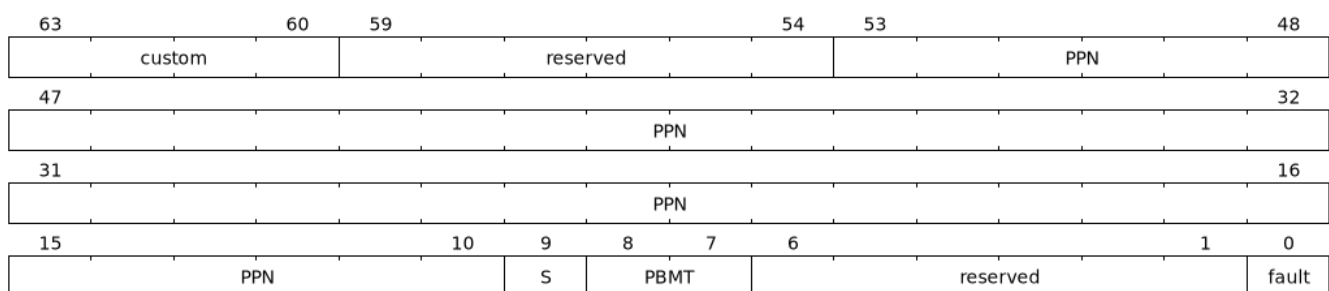 63 60 59 54 53 48
custom reserved PPN
47 32
PPN
31 16
PPN
15 10 9 8 7 6 1 0
PPN S PBMT reserved fault